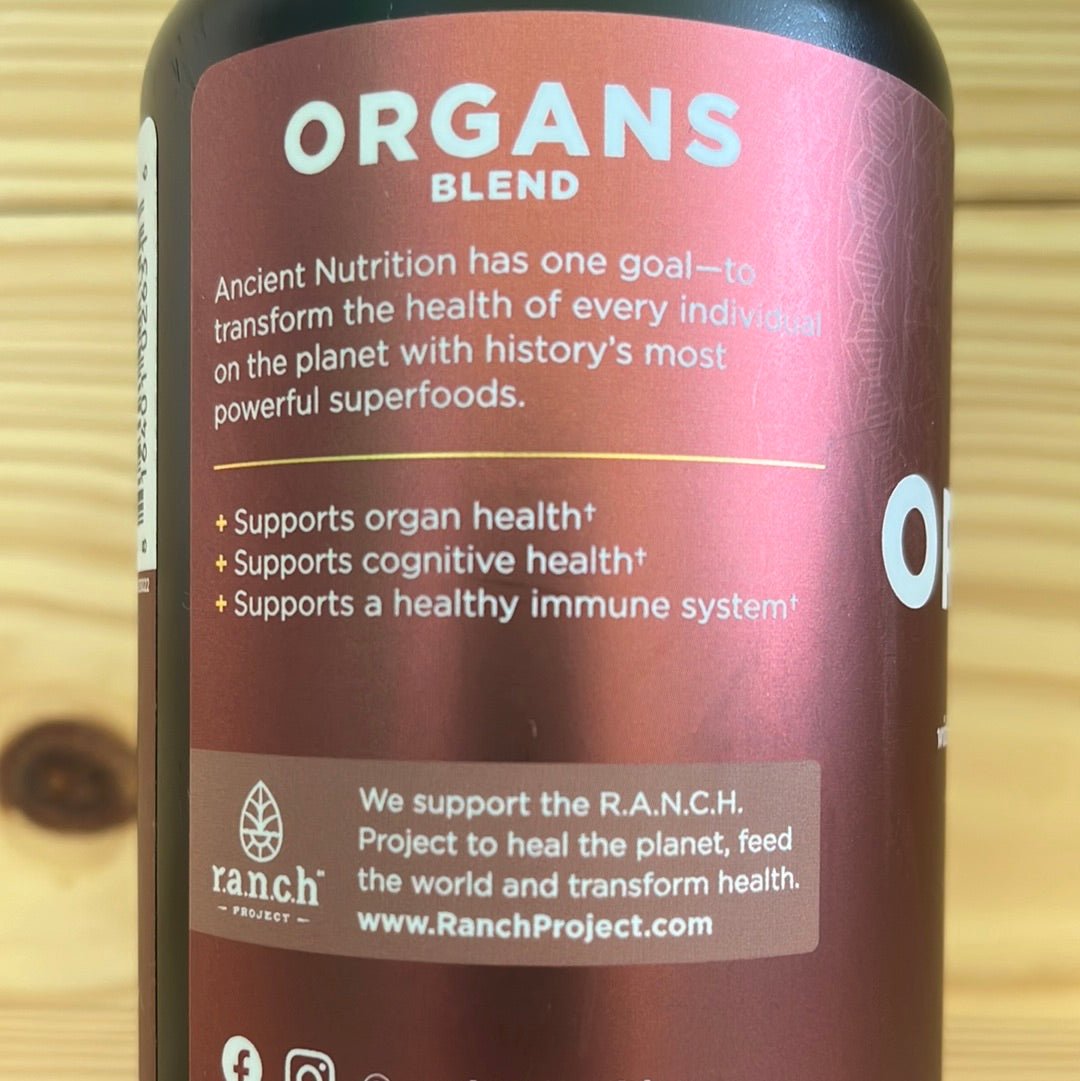 ORGANS
BLEND
Ancient Nutrition has one goal—to
transform the health of every individual
on the planet with history's most
powerful superfoods.
+ Supports organ health†
+ Supports cognitive health†
+ Supports a healthy immune system†
r.a.n.c.h™
— PROJECT —
We support the R.A.N.C.H.
Project to heal the planet, feed
the world and transform health.
www.RanchProject.com